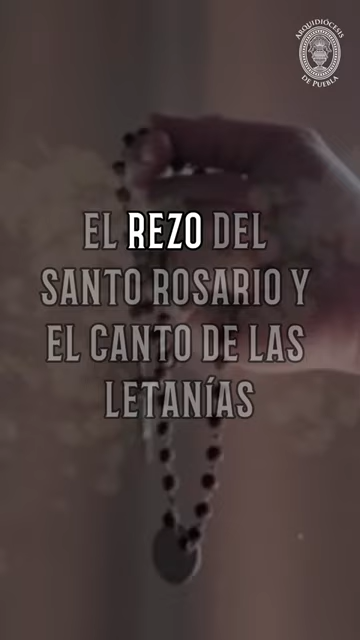 ARQUIDIÓCESIS
DE PUEBLA
EL REZO DEL
SANTO ROSARIO Y
EL CANTO DE LAS
LETANÍAS